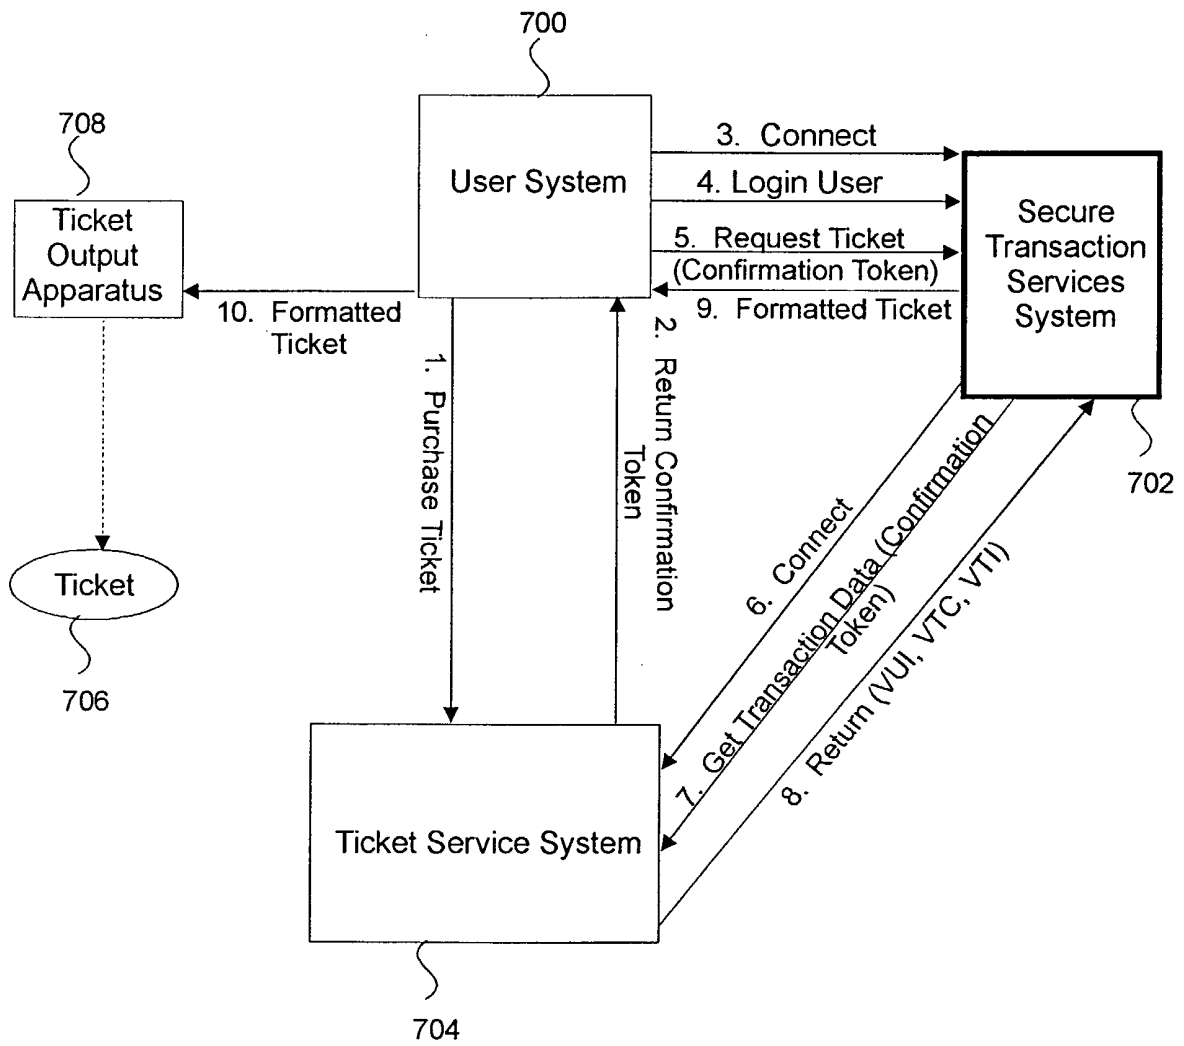 700
708
User System
3. Connect
4. Login User
5. Request Ticket
(Confirmation Token)
9. Formatted Ticket
Secure
Transaction
Services
System
702
Ticket
Output
Apparatus
10. Formatted
Ticket
1. Purchase Ticket
2. Return Confirmation
Token
6. Connect
7. Get Transaction Data (Confirmation
Token)
8. Return (VUI, VTC, VTI)
Ticket
706
Ticket Service System
704